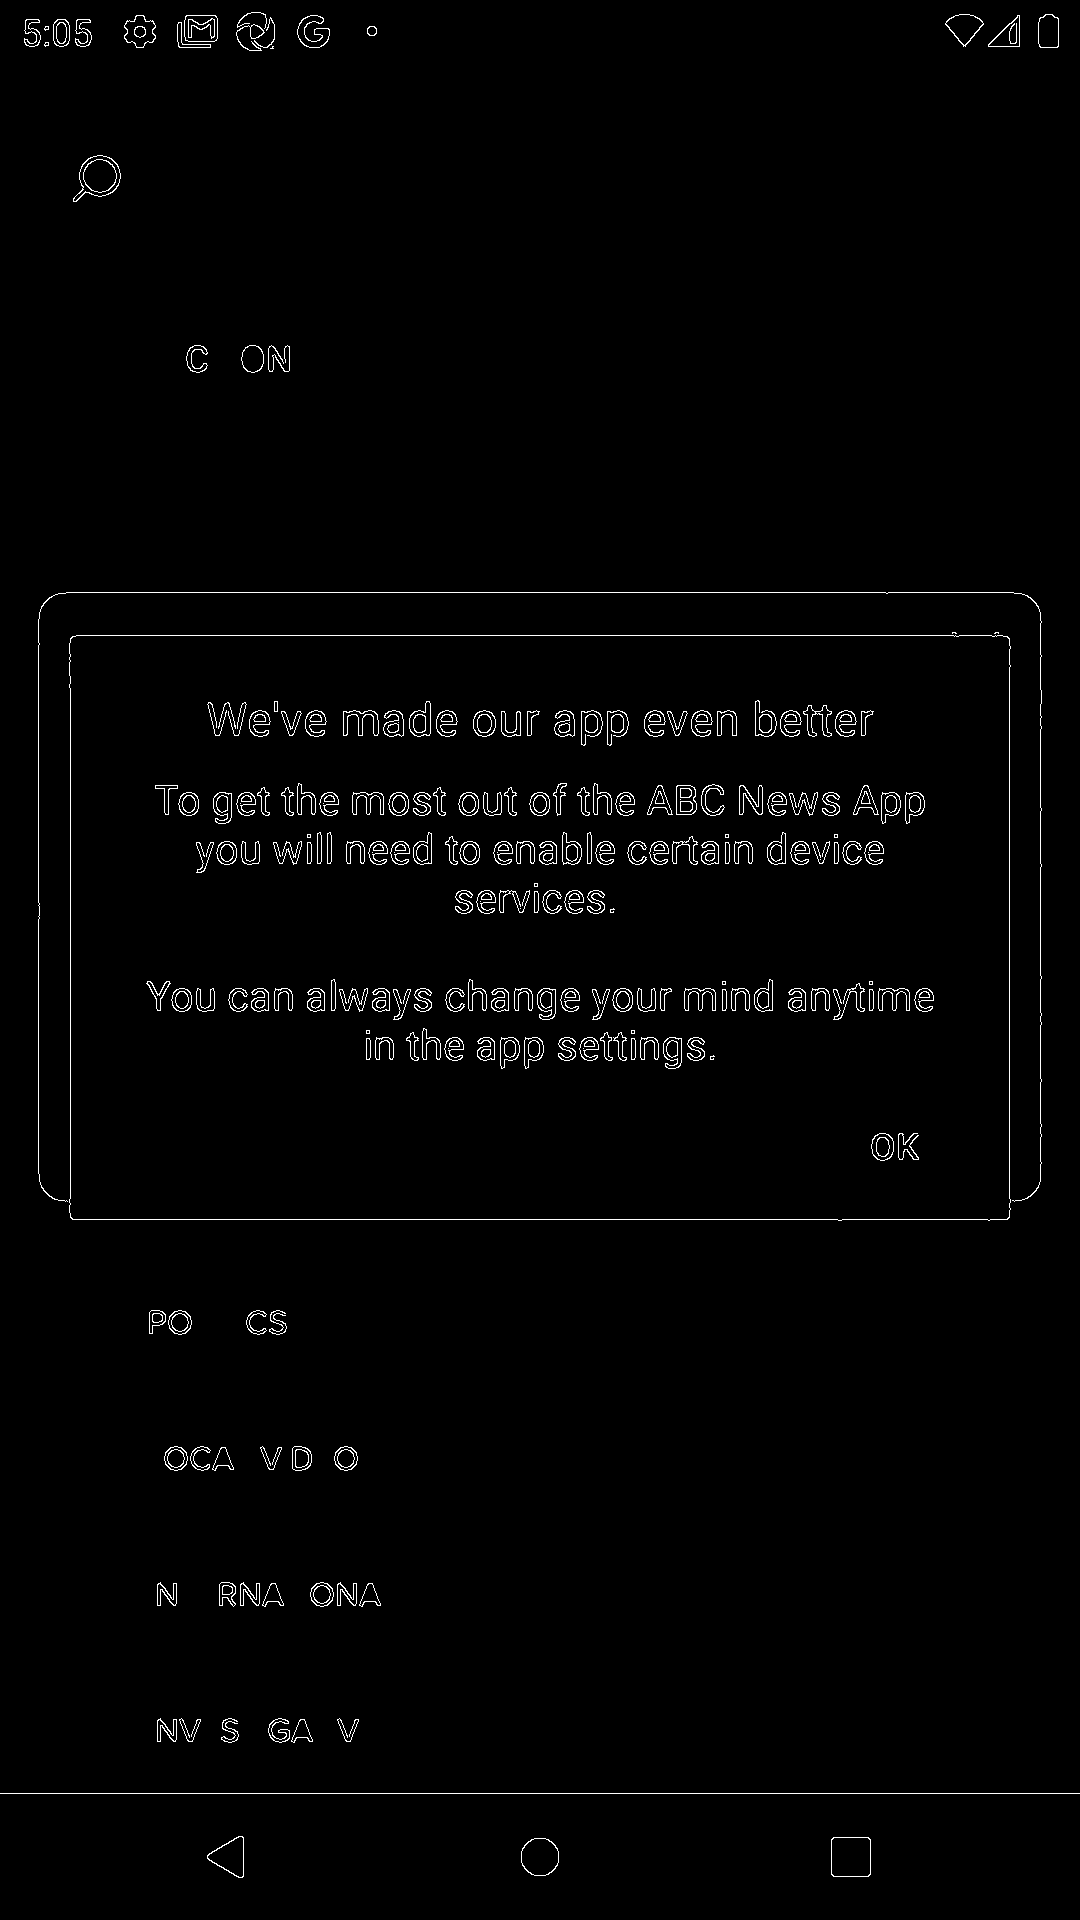 5:05
C ON
We've made our app even better
To get the most out of the ABC News App
you will need to enable certain device
services.
You can always change your mind anytime
in the app settings.
OK
PO CS
OCA V D O
N RNA ONA
NV S GA V